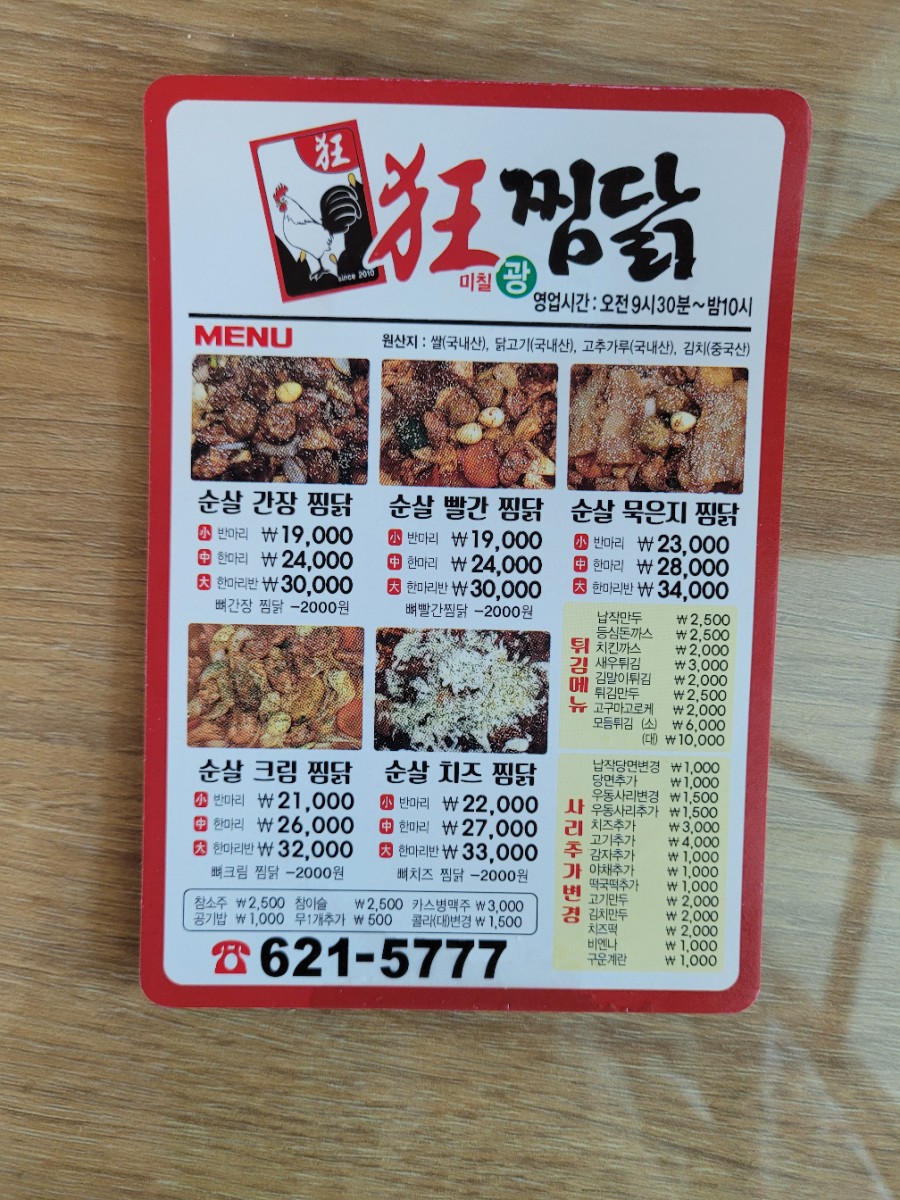 狂
since 2010
狂 찜닭
미칠 광
영업시간 : 오전9시30분~밤10시
MENU
원산지 : 쌀(국내산), 닭고기(국내산), 고추가루(국내산), 김치(중국산)
순살 간장 찜닭
小 반마리 ₩19,000
中 한마리 ₩24,000
大 한마리반 ₩30,000
뼈간장 찜닭 -2000원
순살 빨간 찜닭
小 반마리 ₩19,000
中 한마리 ₩24,000
大 한마리반 ₩30,000
뼈빨간찜닭 -2000원
순살 묵은지 찜닭
小 반마리 ₩23,000
中 한마리 ₩28,000
大 한마리반 ₩34,000
순살 크림 찜닭
小 반마리 ₩21,000
中 한마리 ₩26,000
大 한마리반 ₩32,000
뼈크림 찜닭 -2000원
순살 치즈 찜닭
小 반마리 ₩22,000
中 한마리 ₩27,000
大 한마리반 ₩33,000
뼈치즈 찜닭 -2000원
튀김메뉴
납작만두 ₩2,500
등심돈까스 ₩2,500
치킨까스 ₩2,000
새우튀김 ₩3,000
김말이튀김 ₩2,000
튀김만두 ₩2,500
고구마고로케 ₩2,000
모듬튀김 (소) ₩6,000
(대) ₩10,000
사리추가변경
납작당면변경 ₩1,000
당면추가 ₩1,000
우동사리변경 ₩1,500
우동사리추가 ₩1,500
치즈추가 ₩3,000
고기추가 ₩4,000
감자추가 ₩1,000
야채추가 ₩1,000
떡국떡추가 ₩1,000
고기만두 ₩2,000
김치만두 ₩2,000
치즈떡 ₩2,000
비엔나 ₩1,000
구운계란 ₩1,000
참소주 ₩2,500 참이슬 ₩2,500 카스병맥주 ₩3,000
공기밥 ₩1,000 무1개추가 ₩500 콜라(대)변경 ₩1,500
☎621-5777